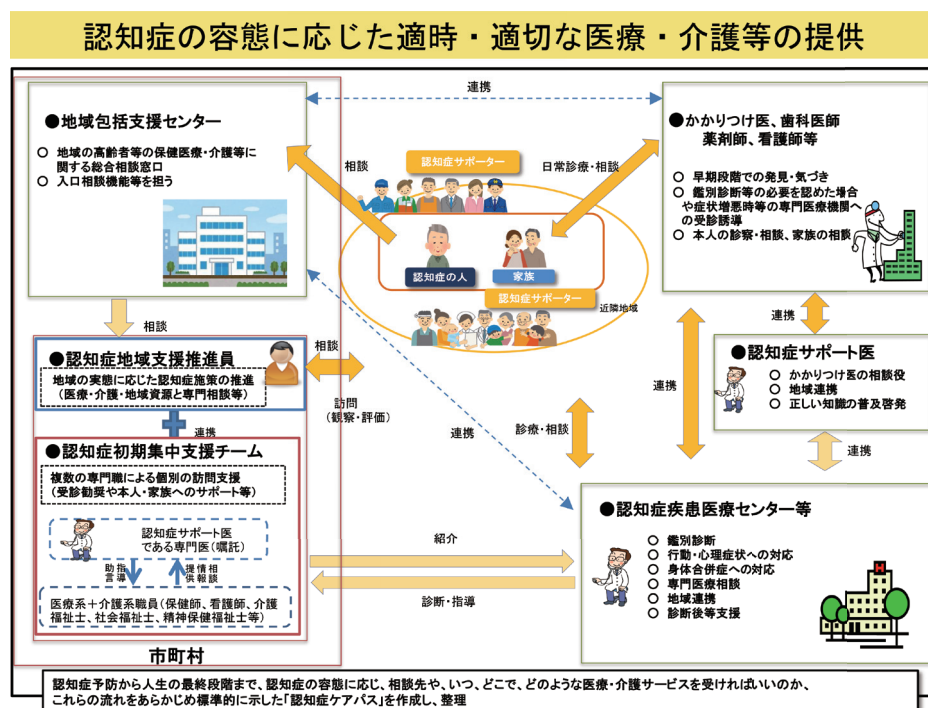 認知症の容態に応じた適時・適切な医療・介護等の提供
連携
●地域包括支援センター
○ 地域の高齢者等の保健医療・介護等に
関する総合相談窓口
○ 入口相談機能等を担う
相談
認知症サポーター
日常診療・相談
認知症の人
家族
認知症サポーター
近隣地域
●かかりつけ医、歯科医師
薬剤師、看護師等
○ 早期段階での発見・気づき
○ 鑑別診断等の必要を認めた場合
や症状増悪時等の専門医療機関へ
の受診誘導
○ 本人の診察・相談、家族の相談
相談
連携
●認知症地域支援推進員
地域の実態に応じた認知症施策の推進
(医療・介護・地域資源と専門相談等)
相談
訪問
(観察・評価)
連携
診療・相談
連携
●認知症サポート医
○ かかりつけ医の相談役
○ 地域連携
○ 正しい知識の普及啓発
連携
連携
●認知症初期集中支援チーム
複数の専門職による個別の訪問支援
(受診勧奨や本人・家族へのサポート等)
認知症サポート医
である専門医(嘱託)
指導
助言
情報提供
相談
医療系+介護系職員(保健師、看護師、介護
福祉士、社会福祉士、精神保健福祉士等)
市町村
紹介
診断・指導
●認知症疾患医療センター等
○ 鑑別診断
○ 行動・心理症状への対応
○ 身体合併症への対応
○ 専門医療相談
○ 地域連携
○ 診断後等支援
H
認知症予防から人生の最終段階まで、認知症の容態に応じ、相談先や、いつ、どこで、どのような医療・介護サービスを受ければいいのか、
これらの流れをあらかじめ標準的に示した「認知症ケアパス」を作成し、整理